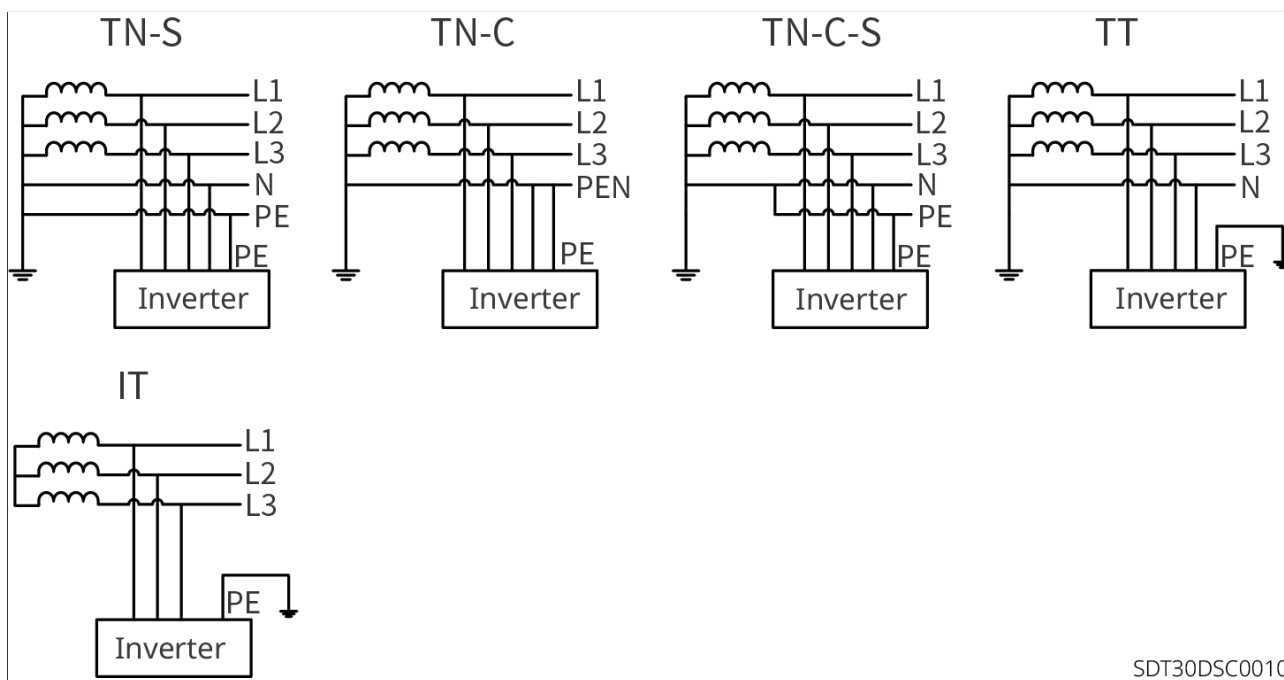 TN-S
L1
L2
L3
N
PE
PE
Inverter
TN-C
L1
L2
L3
PEN
PE
Inverter
TN-C-S
L1
L2
L3
N
PE
PE
Inverter
TT
L1
L2
L3
N
PE
Inverter
IT
L1
L2
L3
PE
Inverter
SDT30DSC0010